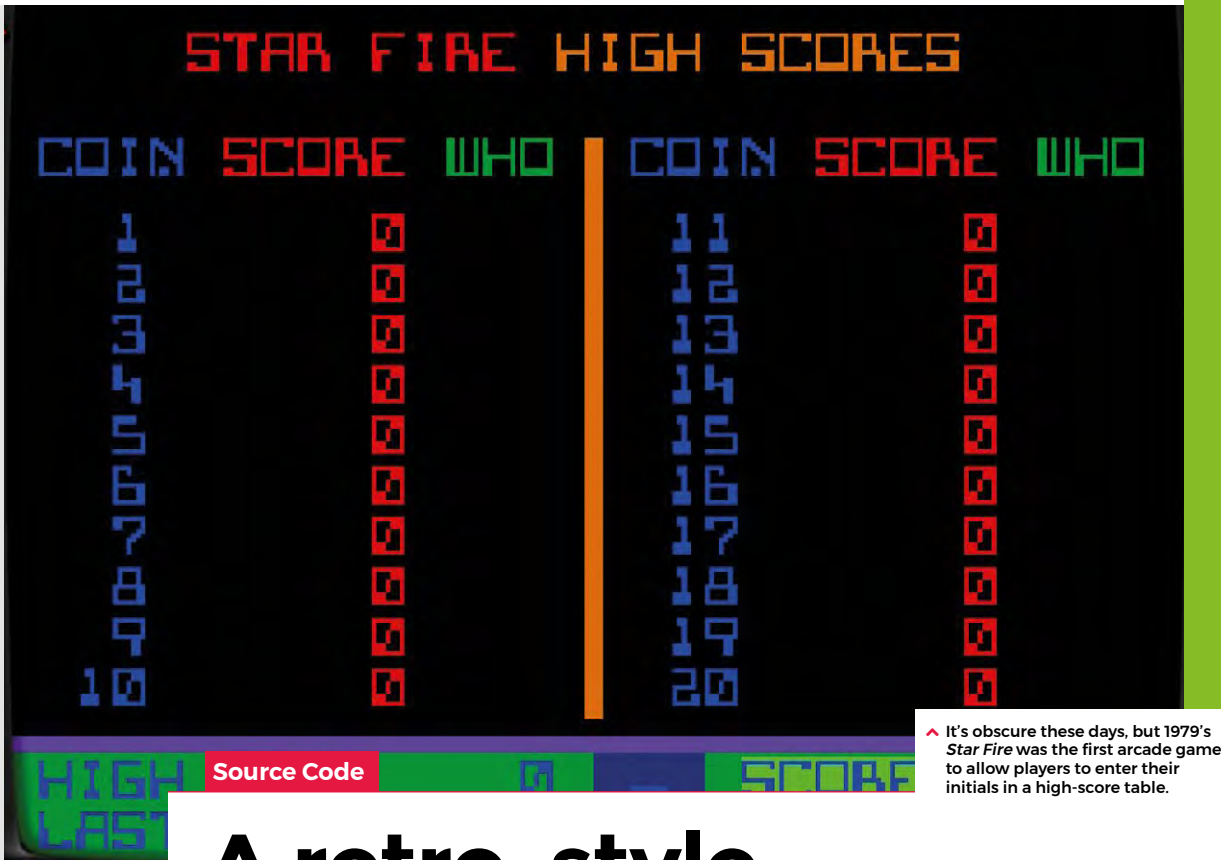 STAR FIRE HIGH SCORES
COIN SCORE WHO COIN SCORE WHO
1 0 11 0
2 0 12 0
3 0 13 0
4 0 14 0
5 0 15 0
6 0 16 0
7 0 17 0
8 0 18 0
9 0 19 0
10 0 20 0
HIGH 0 SCORE
LAST
Source Code
^ It's obscure these days, but 1979's
Star Fire was the first arcade game
to allow players to enter their
initials in a high-score table.
A retro-style